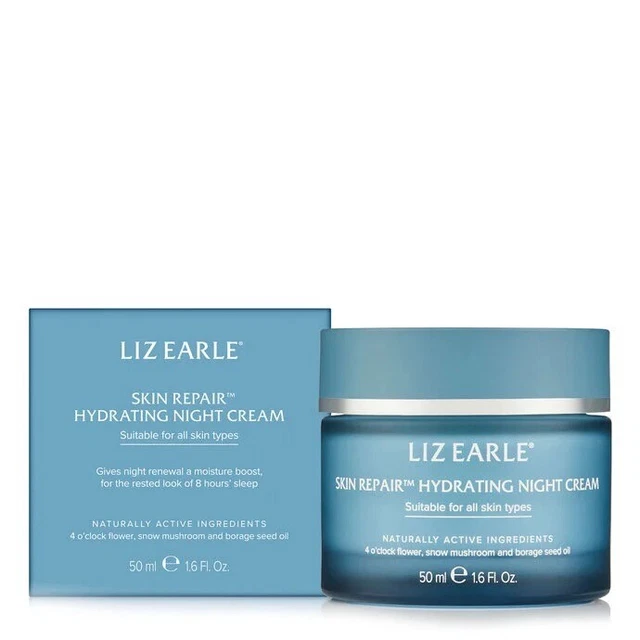 LIZ EARLE®
SKIN REPAIR™
HYDRATING NIGHT CREAM
Suitable for all skin types
Gives night renewal a moisture boost,
for the rested look of 8 hours' sleep
NATURALLY ACTIVE INGREDIENTS
4 o'clock flower, snow mushroom and borage seed oil
50 ml ℮ 1.6 Fl. Oz.
LIZ EARLE®
SKIN REPAIR™ HYDRATING NIGHT CREAM
Suitable for all skin types
NATURALLY ACTIVE INGREDIENTS
4 o'clock flower, snow mushroom and borage seed oil
50 ml ℮ 1.6 Fl. Oz.